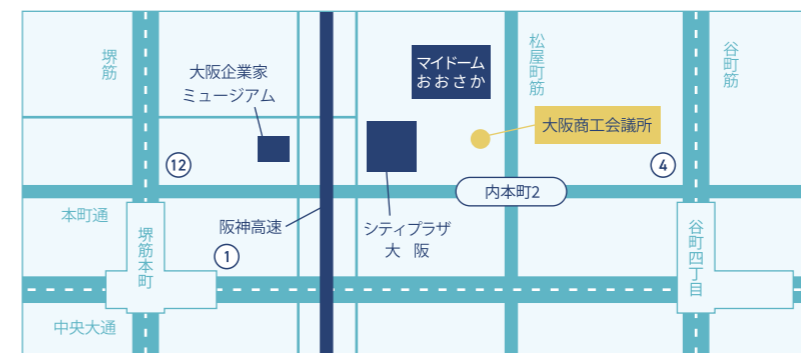 堺筋
大阪企業家
ミュージアム
マイドーム
おおさか
松屋町筋
谷町筋
大阪商工会議所
12
4
内本町2
本町通
阪神高速
シティプラザ
大 阪
堺筋本町
1
谷町四丁目
中央大通